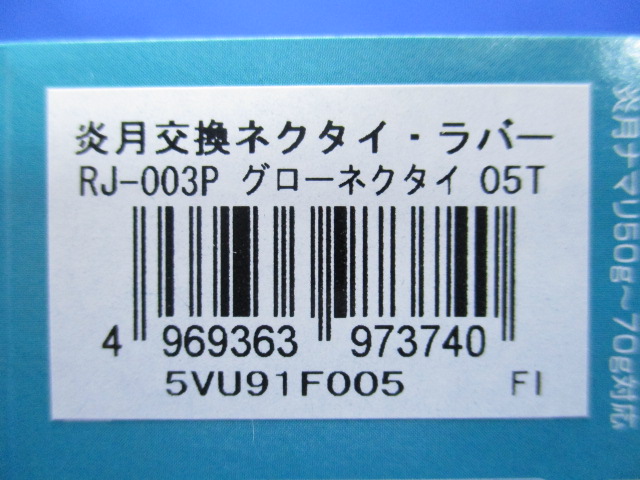 炎月交換ネクタイ・ラバー
RJ-003P グローネクタイ 05T
4 969363 973740
5VU91F005 FI
炎月ナマリ50g~70g対応